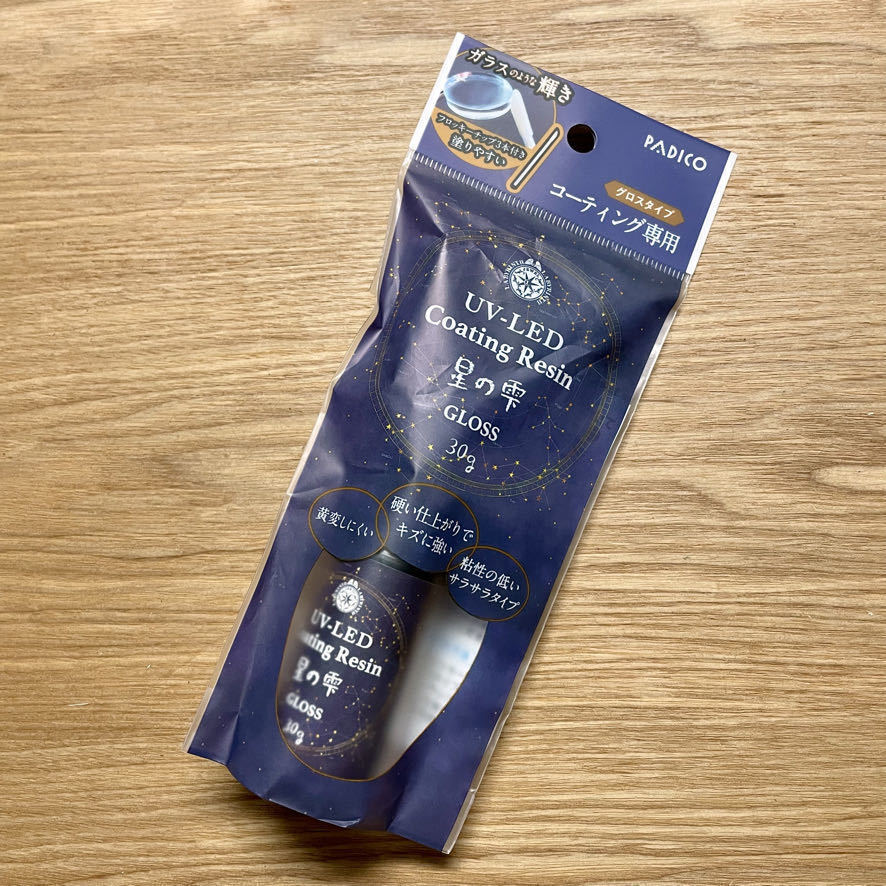 ガラスのような輝き
フロッキーチップ3本付き
塗りやすい
PADICO
グロスタイプ
コーティング専用
UV-LED
Coating Resin
星の雫
GLOSS
30g
黄変しにくい
硬い仕上がりで
キズに強い
粘性の低い
サラサラタイプ
UV-LED
ating Resin
星の雫
GLOSS
30g